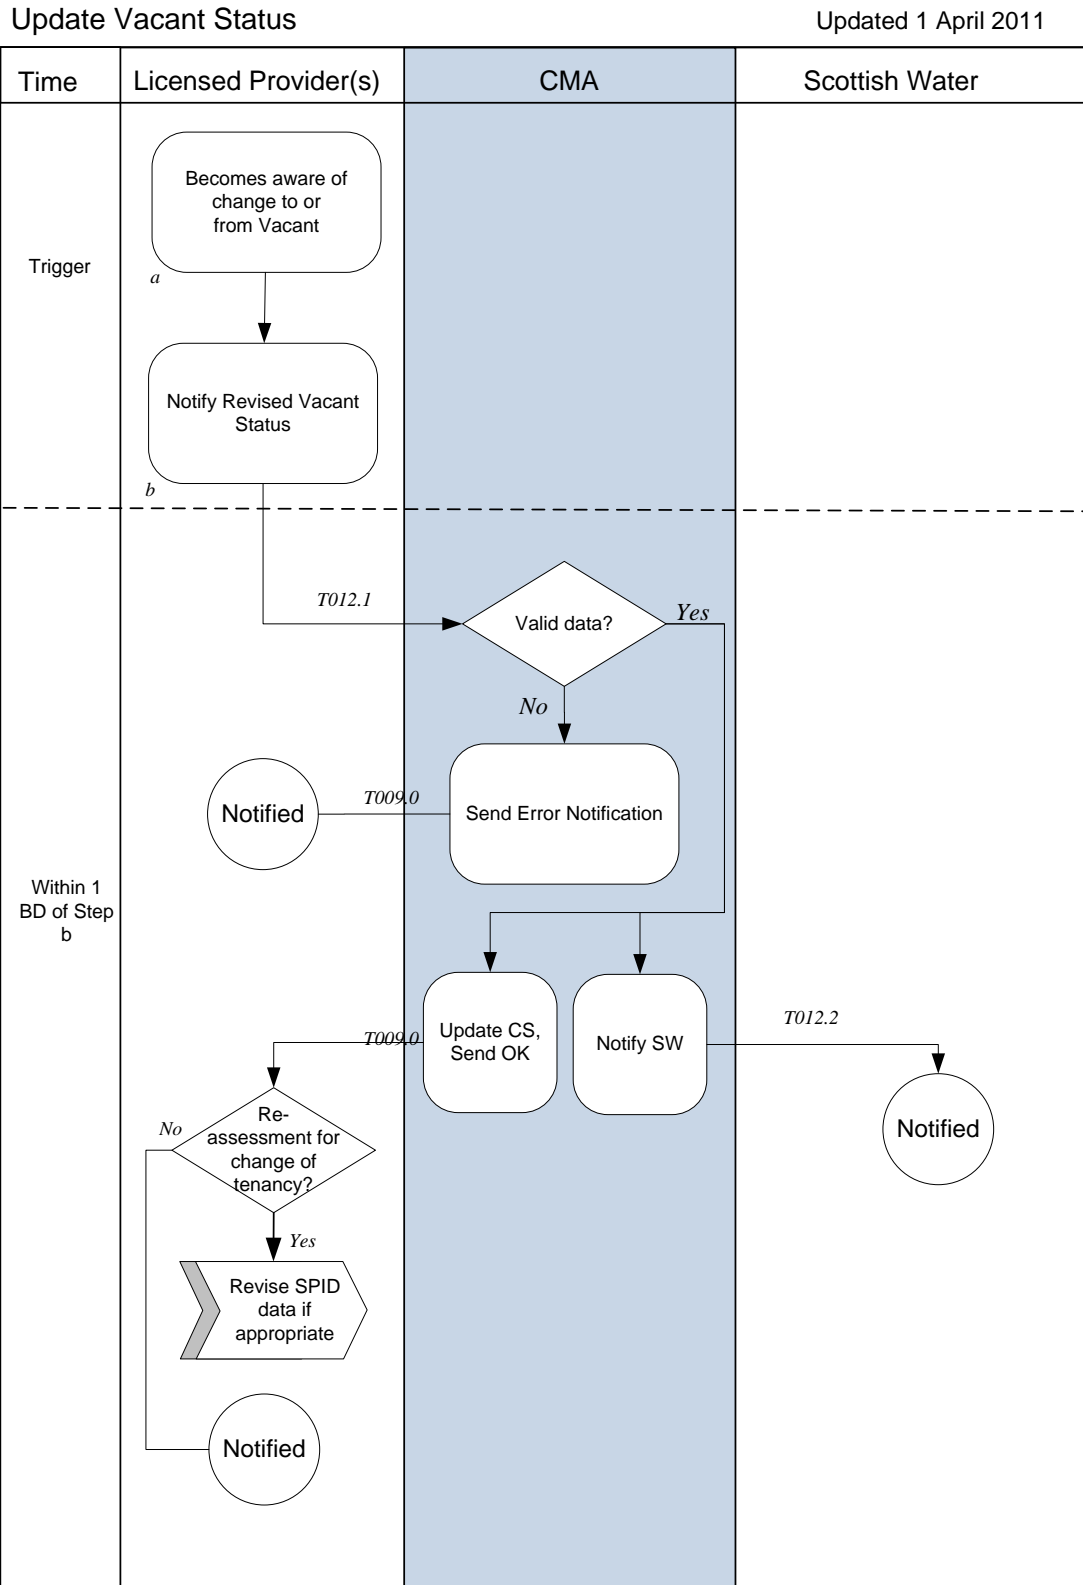 Update Vacant Status
Updated 1 April 2011
Time
Licensed Provider(s)
CMA
Scottish Water
Becomes aware of
change to or
from Vacant
a
Trigger
Notify Revised Vacant
Status
b
T012.1
Valid data?
Yes
No
Send Error Notification
T009.0
Notified
Within 1
BD of Step
b
Update CS,
Send OK
Notify SW
T009.0
T012.2
Notified
Re-
assessment for
change of
tenancy?
No
Yes
Revise SPID
data if
appropriate
Notified